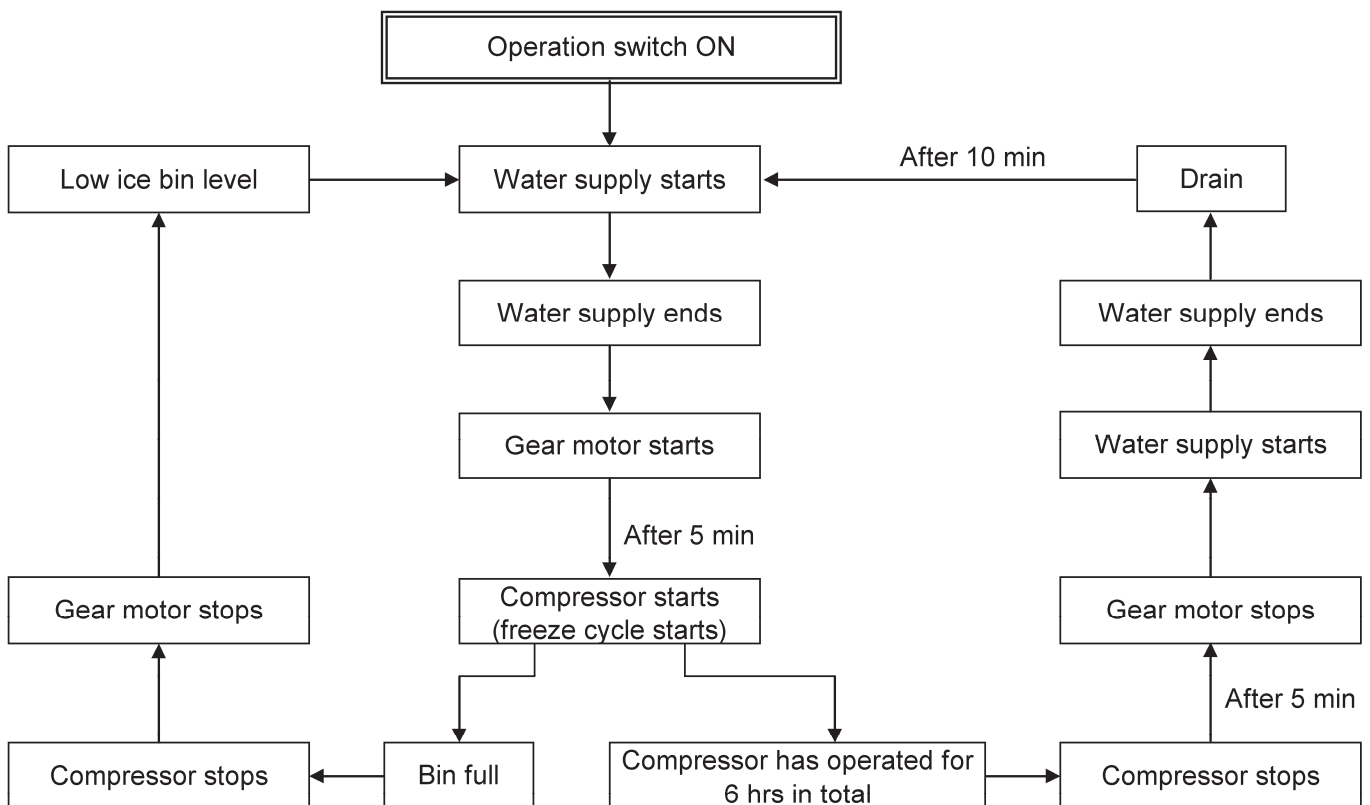 Operation switch ON
After 10 min
Low ice bin level
Water supply starts
Drain
Water supply ends
Water supply ends
Gear motor starts
Water supply starts
After 5 min
Gear motor stops
Compressor starts
(freeze cycle starts)
Gear motor stops
After 5 min
Compressor stops
Bin full
Compressor has operated for
6 hrs in total
Compressor stops